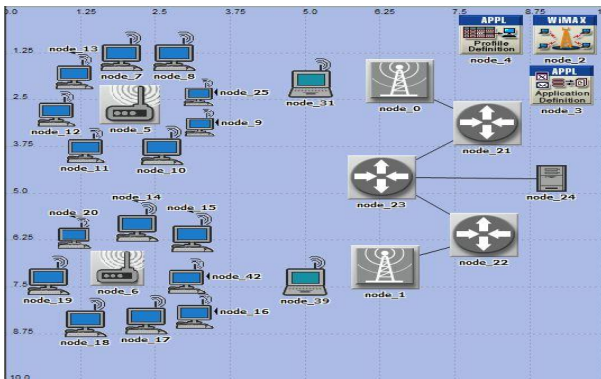 0.0 1.25 2.5 3.75 5.0 6.25 7.5 8.75
APPL WiMAX
Profile
Definition
node_4 node_2
node_13
node_7 node_8
1.25
node_25
node_31
node_0
APPL
Application
Definition
node_3
2.5
node_12
node_5
node_9
node_21
3.75
node_11
node_10
node_14
node_23
node_24
5.0
node_20
node_15
6.25
node_22
node_42
node_19
node_6
node_39
node_1
7.5
node_16
node_18
node_17
8.75
10.0